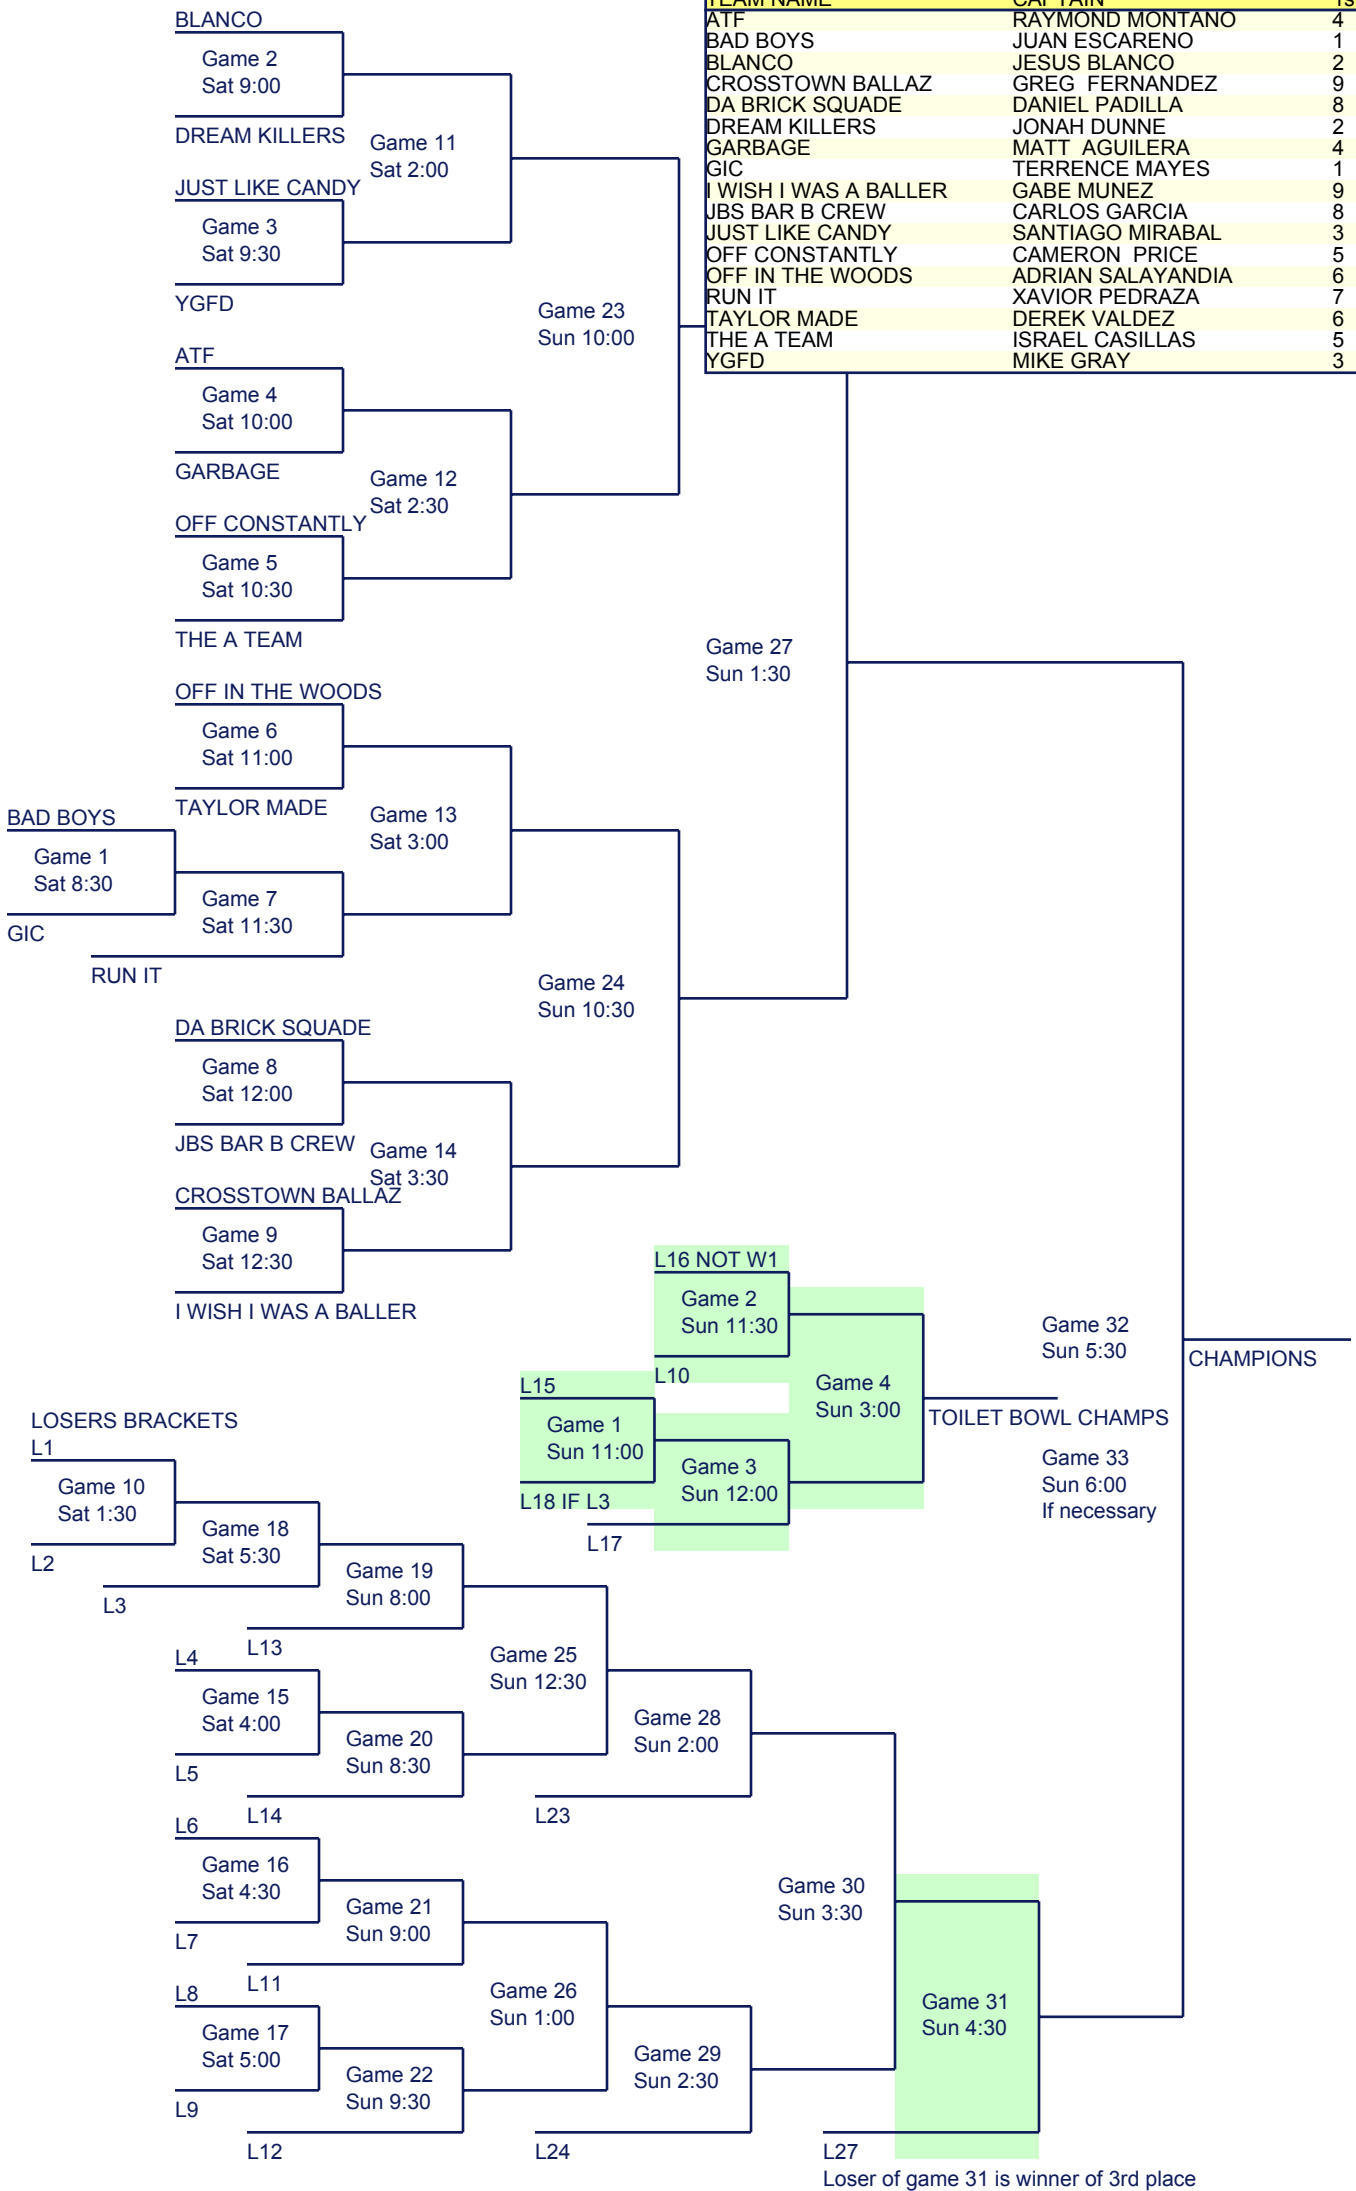 TEAM NAME CAPTAIN 1s
ATF RAYMOND MONTANO 4
BAD BOYS JUAN ESCARENO 1
BLANCO JESUS BLANCO 2
CROSSTOWN BALLAZ GREG  FERNANDEZ 9
DA BRICK SQUADE DANIEL PADILLA 8
DREAM KILLERS JONAH DUNNE 2
GARBAGE MATT  AGUILERA 4
GIC TERRENCE MAYES 1
I WISH I WAS A BALLER GABE MUNEZ 9
JBS BAR B CREW CARLOS GARCIA 8
JUST LIKE CANDY SANTIAGO MIRABAL 3
OFF CONSTANTLY CAMERON  PRICE 5
OFF IN THE WOODS ADRIAN SALAYANDIA 6
RUN IT XAVIOR PEDRAZA 7
TAYLOR MADE DEREK VALDEZ 6
THE A TEAM ISRAEL CASILLAS 5
YGFD MIKE GRAY 3
BLANCO
Game 2
Sat 9:00
DREAM KILLERS
Game 11
Sat 2:00
JUST LIKE CANDY
Game 3
Sat 9:30
YGFD
Game 23
Sun 10:00
ATF
Game 4
Sat 10:00
GARBAGE
Game 12
Sat 2:30
OFF CONSTANTLY
Game 5
Sat 10:30
THE A TEAM
Game 27
Sun 1:30
OFF IN THE WOODS
Game 6
Sat 11:00
TAYLOR MADE
Game 13
Sat 3:00
BAD BOYS
Game 1
Sat 8:30
GIC
Game 7
Sat 11:30
RUN IT
Game 24
Sun 10:30
DA BRICK SQUADE
Game 8
Sat 12:00
JBS BAR B CREW
Game 14
Sat 3:30
CROSSTOWN BALLAZ
Game 9
Sat 12:30
I WISH I WAS A BALLER
L16 NOT W1
Game 2
Sun 11:30
L10
L15
Game 1
Sun 11:00
L18 IF L3
Game 3
Sun 12:00
L17
Game 4
Sun 3:00
TOILET BOWL CHAMPS
Game 32
Sun 5:30
CHAMPIONS
Game 33
Sun 6:00
If necessary
LOSERS BRACKETS
L1
Game 10
Sat 1:30
L2
Game 18
Sat 5:30
L3
Game 19
Sun 8:00
L13
Game 25
Sun 12:30
L4
Game 15
Sat 4:00
L5
Game 20
Sun 8:30
L14
Game 28
Sun 2:00
L23
L6
Game 16
Sat 4:30
L7
Game 21
Sun 9:00
L11
Game 30
Sun 3:30
L8
Game 17
Sat 5:00
L9
Game 26
Sun 1:00
Game 22
Sun 9:30
L12
Game 29
Sun 2:30
L24
Game 31
Sun 4:30
L27
Loser of game 31 is winner of 3rd place